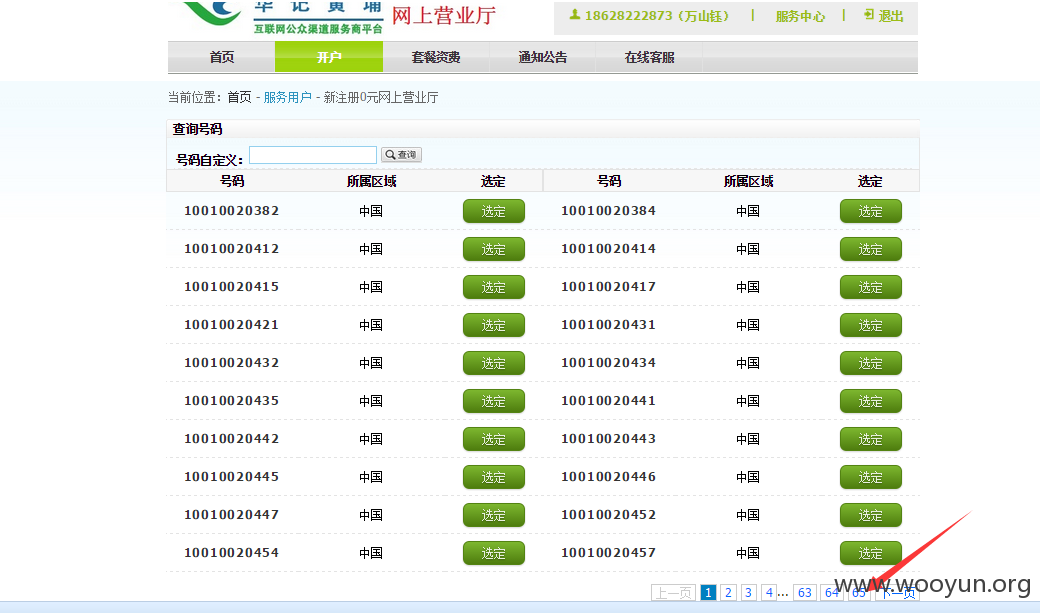 华记黄埔 网上营业厅
互联网公众渠道服务商平台
18628222873（万山钰） | 服务中心 | 退出
首页 开户 套餐资费 通知公告 在线客服
当前位置：首页 - 服务用户 - 新注册0元网上营业厅
查询号码
号码自定义： 查询
号码 所属区域 选定 号码 所属区域 选定
10010020382 中国 选定 10010020384 中国 选定
10010020412 中国 选定 10010020414 中国 选定
10010020415 中国 选定 10010020417 中国 选定
10010020421 中国 选定 10010020431 中国 选定
10010020432 中国 选定 10010020434 中国 选定
10010020435 中国 选定 10010020441 中国 选定
10010020442 中国 选定 10010020443 中国 选定
10010020445 中国 选定 10010020446 中国 选定
10010020447 中国 选定 10010020452 中国 选定
10010020454 中国 选定 10010020457 中国 选定
上一页 1 2 3 4 ... 63 64 65 下一页
www.wooyun.org